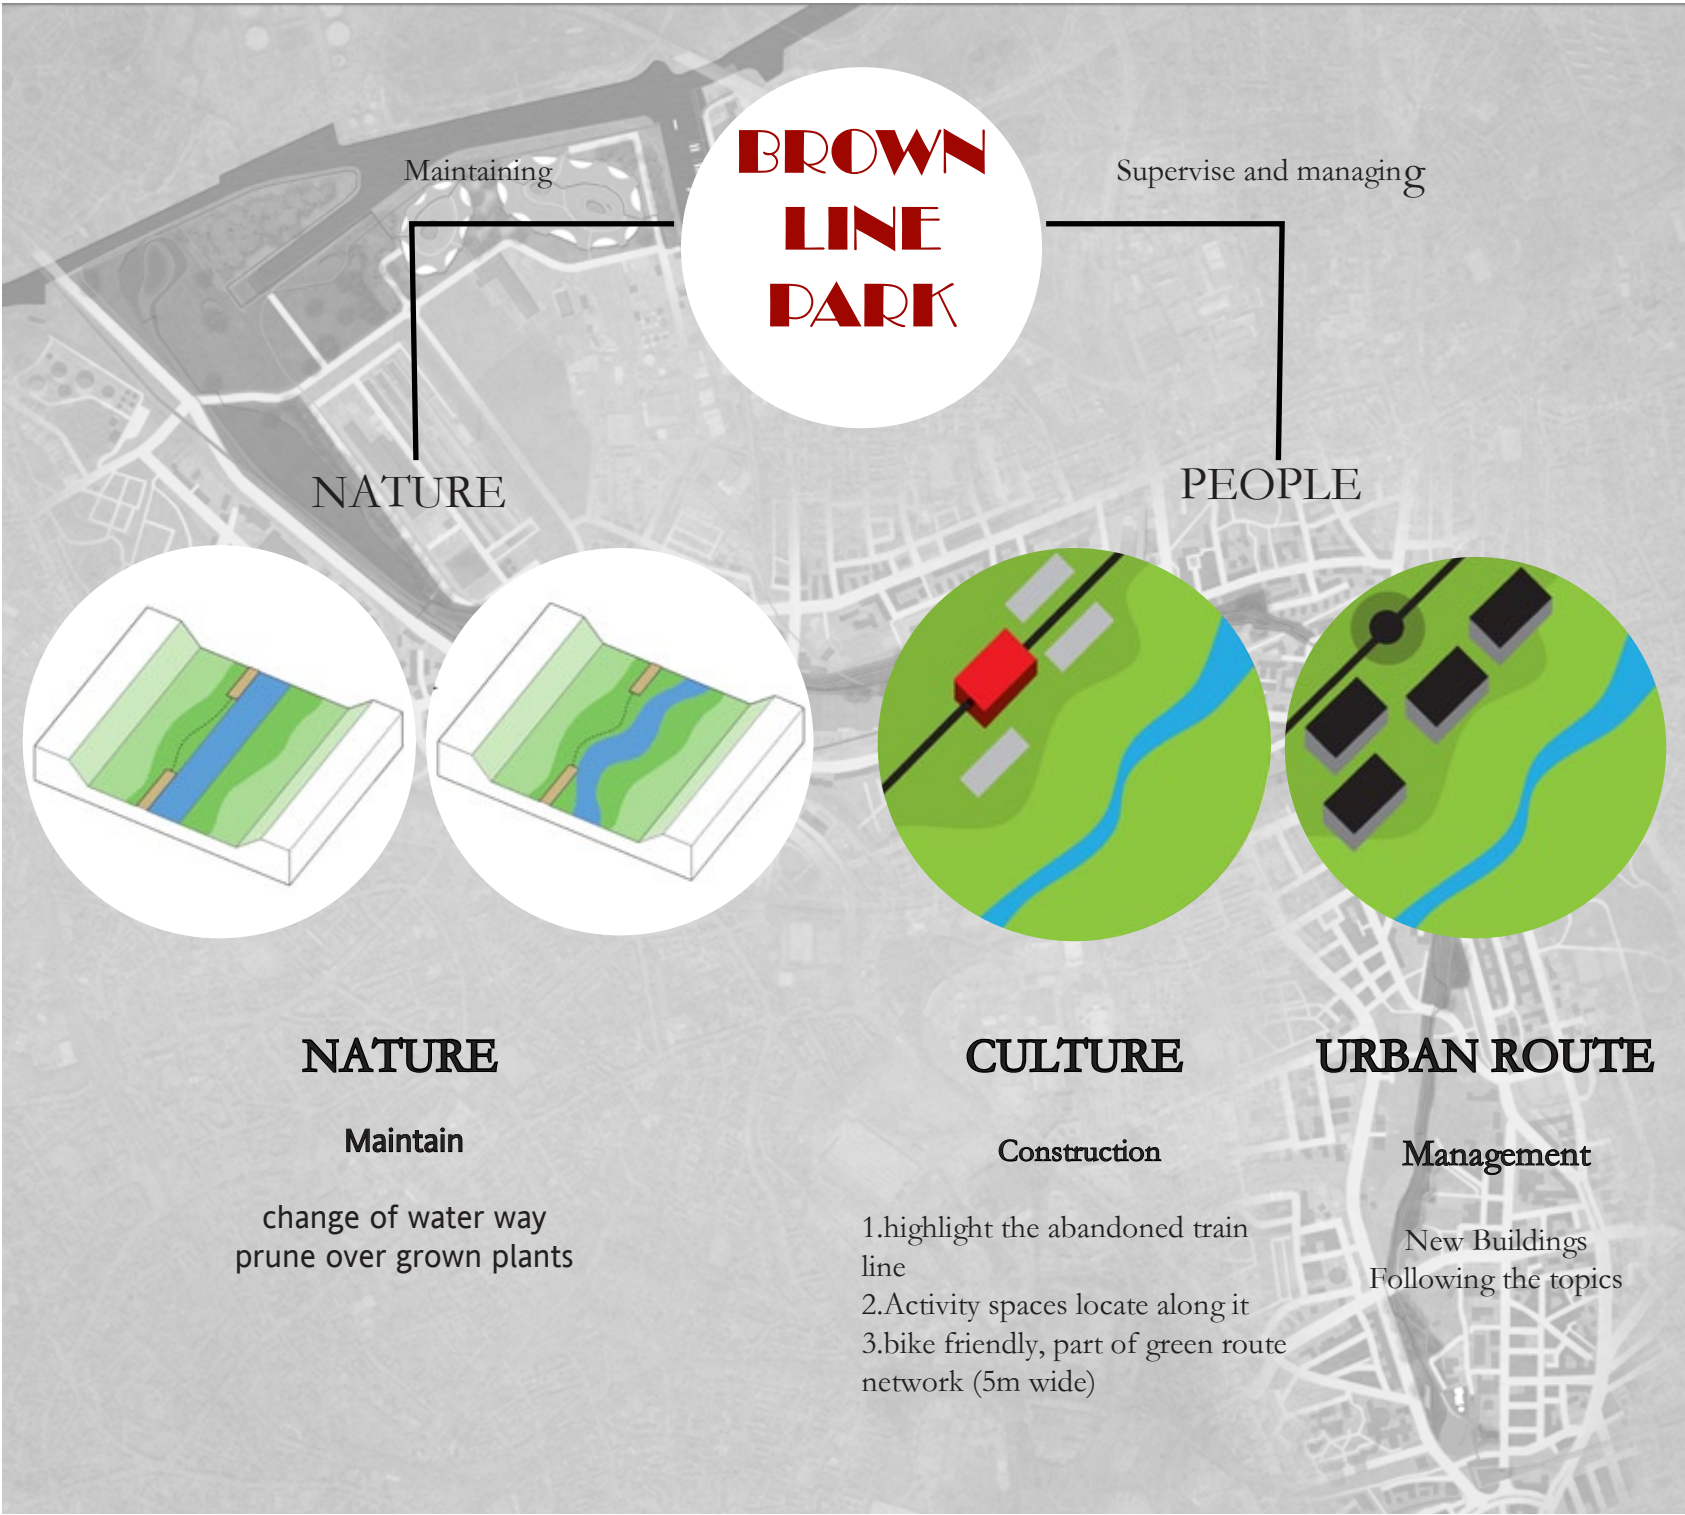 BROWN
LINE
PARK
Maintaining
Supervise and managing
NATURE
PEOPLE
NATURE
Maintain
change of water way
prune over grown plants
CULTURE
Construction
1.highlight the abandoned train
line
2.Activity spaces locate along it
3.bike friendly, part of green route
network (5m wide)
URBAN ROUTE
Management
New Buildings
Following the topics